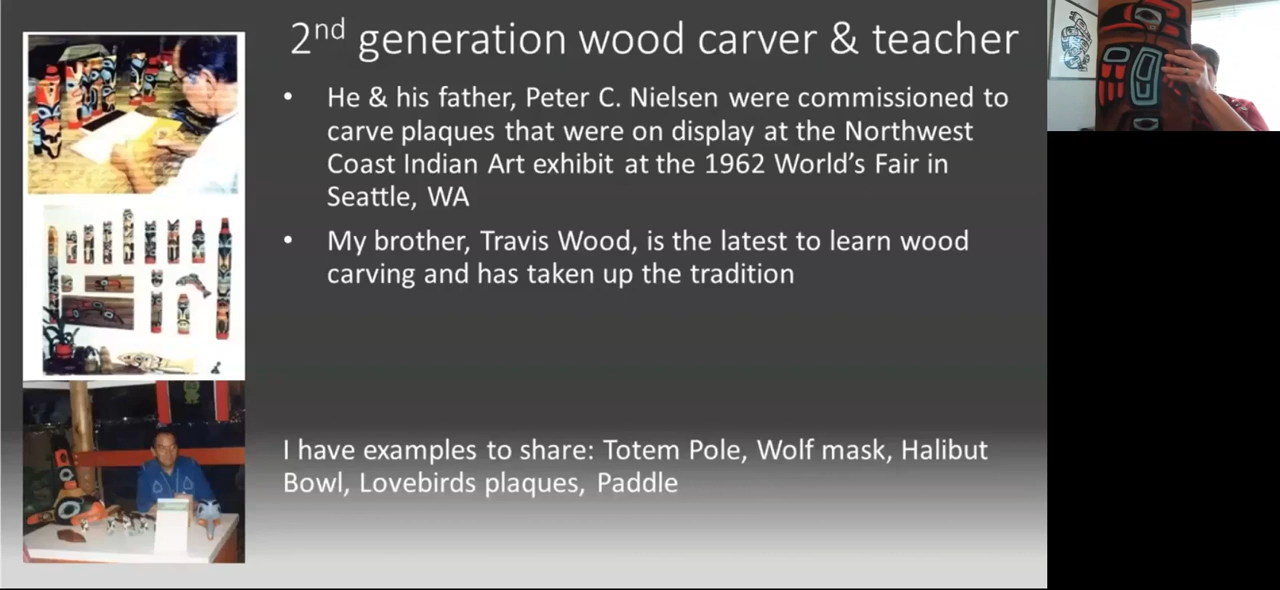 2nd generation wood carver & teacher
• He & his father, Peter C. Nielsen were commissioned to
carve plaques that were on display at the Northwest
Coast Indian Art exhibit at the 1962 World’s Fair in
Seattle, WA
• My brother, Travis Wood, is the latest to learn wood
carving and has taken up the tradition
I have examples to share: Totem Pole, Wolf mask, Halibut
Bowl, Lovebirds plaques, Paddle